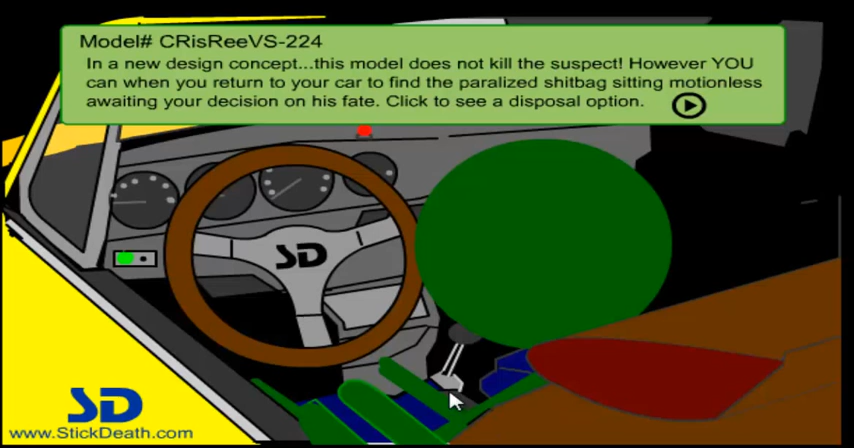 Model# CRisReeVS-224
In a new design concept...this model does not kill the suspect! However YOU
can when you return to your car to find the paralized shitbag sitting motionless
awaiting your decision on his fate. Click to see a disposal option.
SD
SD
www.StickDeath.com